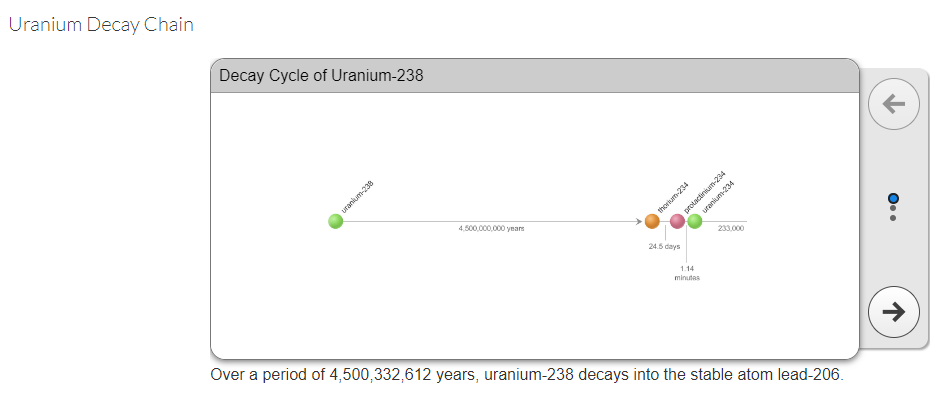 Uranium Decay Chain
Decay Cycle of Uranium-238
uranium-238
thorium-234
protactinium-234
uranium-234
4,500,000,000 years
233,000
24.5 days
1.14
minutes
Over a period of 4,500,332,612 years, uranium-238 decays into the stable atom lead-206.